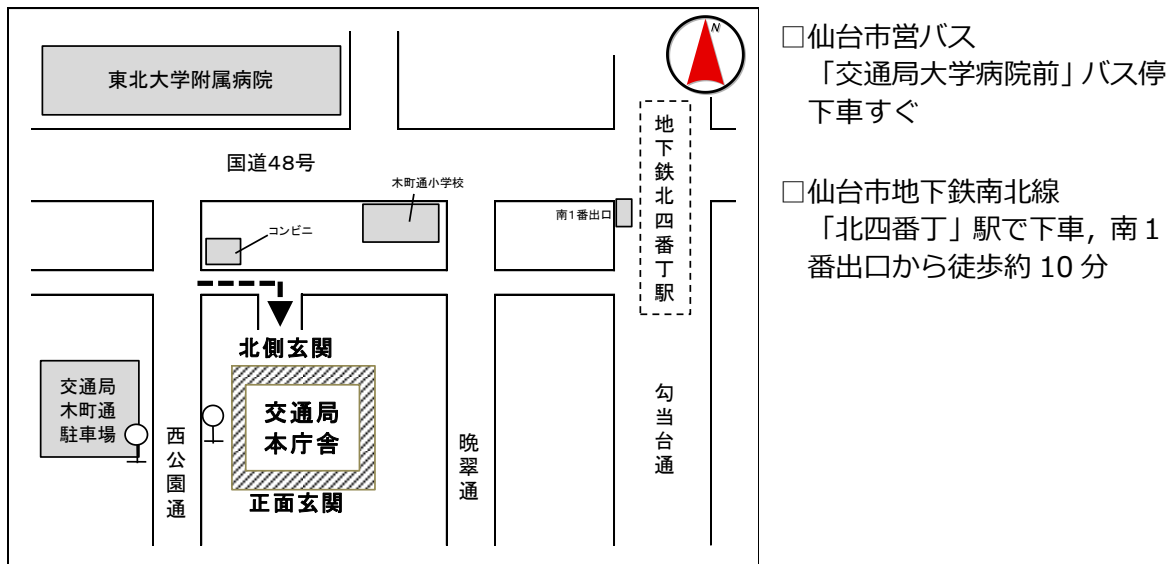 N
東北大学附属病院
国道48号
木町通小学校
コンビニ
南1番出口
地下鉄北四番丁駅
北側玄関
交通局
木町通
駐車場
交通局
本庁舎
正面玄関
西公園通
晩翠通
勾当台通
□仙台市営バス
「交通局大学病院前」バス停
下車すぐ
□仙台市地下鉄南北線
「北四番丁」駅で下車，南１
番出口から徒歩約 10 分